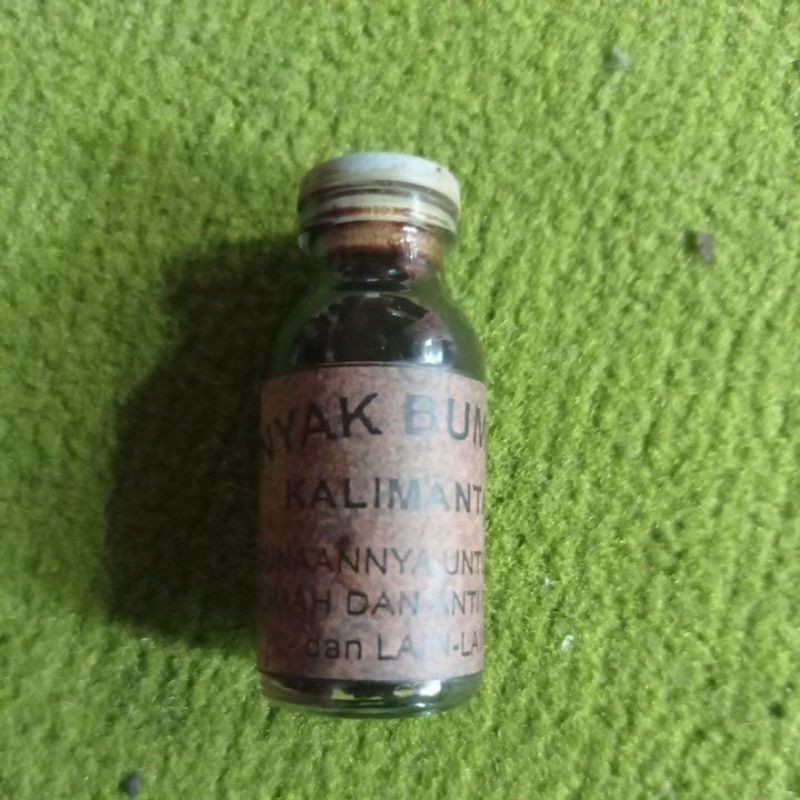 NYAK BUM
KALIMANT
UNAANNYA UNT
MAH DAN ANTI
dan LAIN-LA